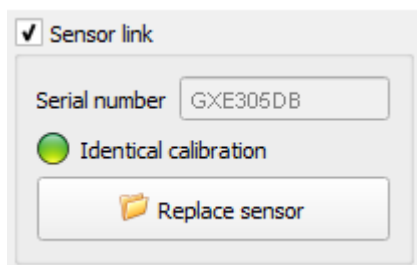 Sensor link
Serial number GXE305DB
Identical calibration
Replace sensor